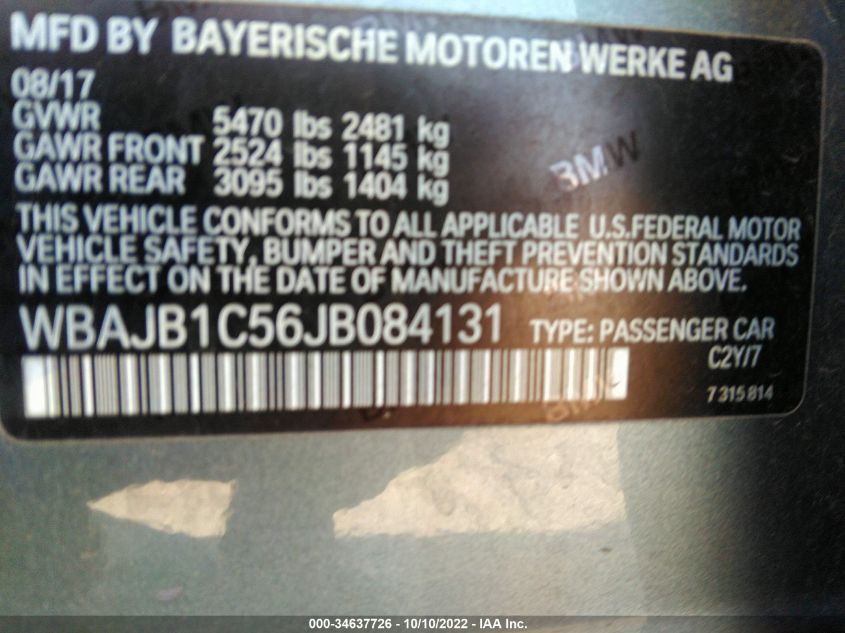 MFD BY BAYERISCHE MOTOREN WERKE AG
08/17
GVWR 5470 lbs 2481 kg
GAWR FRONT 2524 lbs 1145 kg
GAWR REAR 3095 lbs 1404 kg
BMW
THIS VEHICLE CONFORMS TO ALL APPLICABLE U.S.FEDERAL MOTOR
VEHICLE SAFETY, BUMPER AND THEFT PREVENTION STANDARDS
IN EFFECT ON THE DATE OF MANUFACTURE SHOWN ABOVE.
WBAJB1C56JB084131 TYPE: PASSENGER CAR
C2Y/7
7 315 814
000-34637726 - 10/10/2022 - IAA Inc.